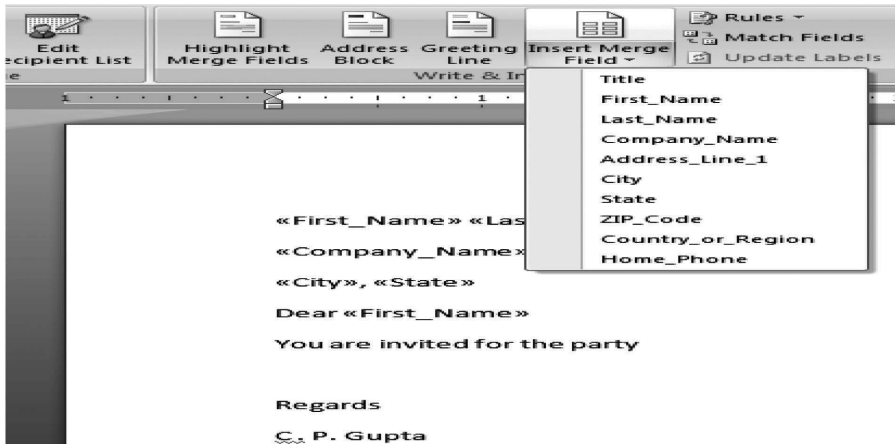 Edit
ecipient List
Highlight
Merge Fields
Address
Block
Greeting
Line
Insert Merge
Field
Rules
Match Fields
Update Labels
e
Write & In
1
1
Title
First_Name
Last_Name
Company_Name
Address_Line_1
City
State
ZIP_Code
Country_or_Region
Home_Phone
«First_Name» «Las
«Company_Name»
«City», «State»
Dear «First_Name»
You are invited for the party
Regards
C. P. Gupta